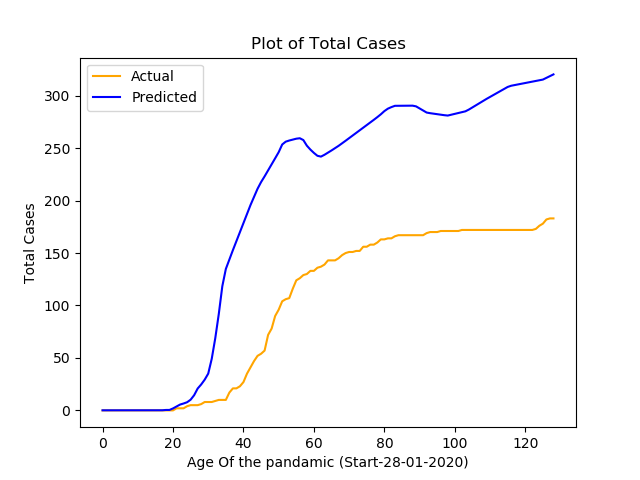 Plot of Total Cases
Actual
Predicted
Total Cases
300
250
200
150
100
50
0
0 20 40 60 80 100 120
Age Of the pandamic (Start-28-01-2020)